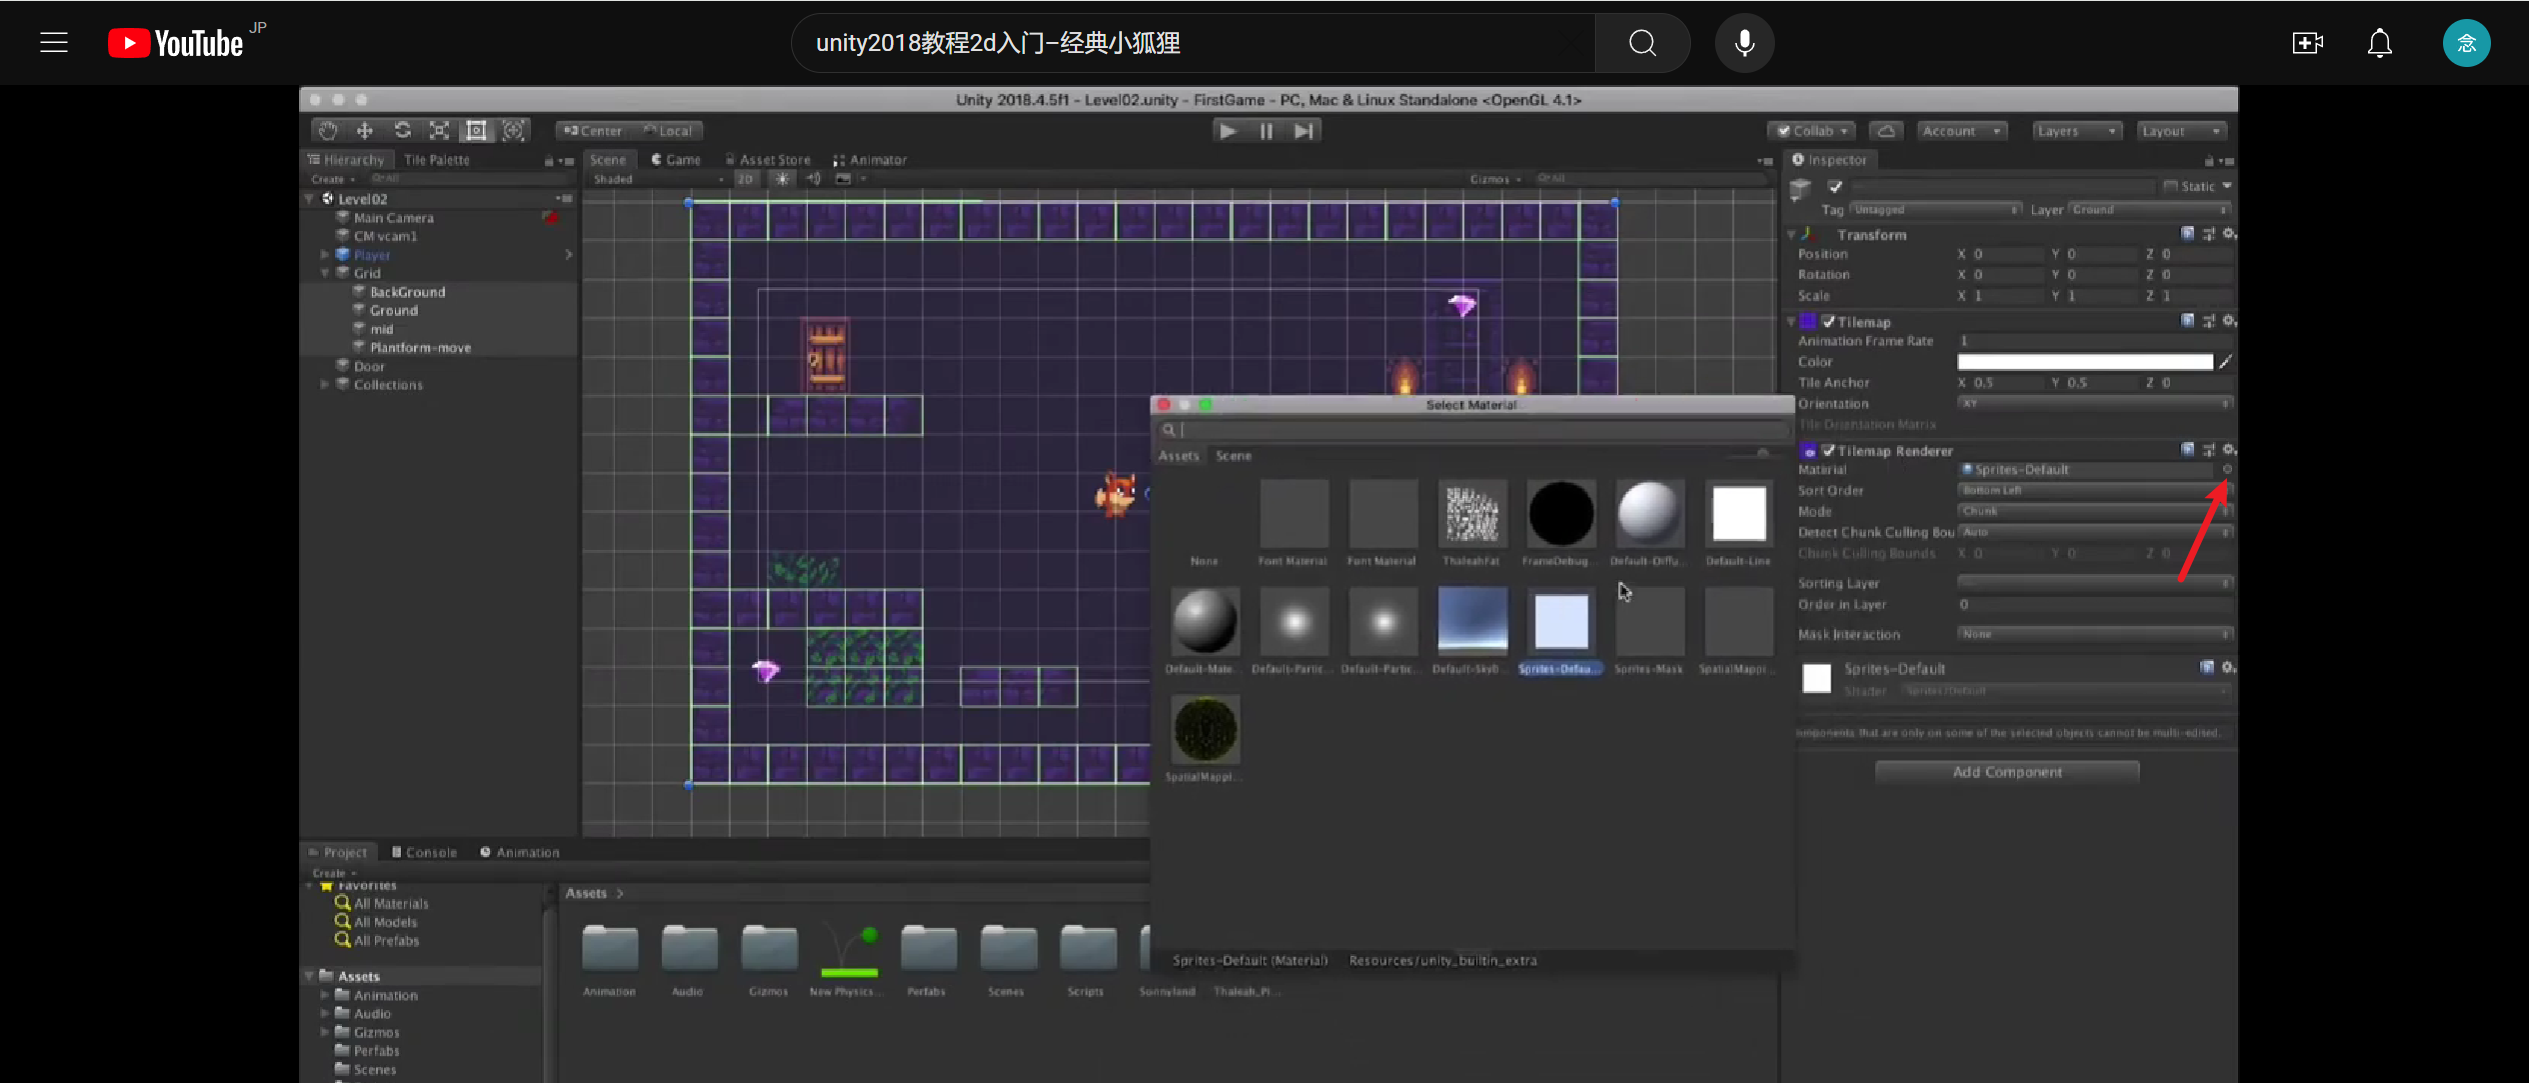 YouTube JP
unity2018教程2d入门-经典小狐狸
念
Unity 2018.4.5f1 - Level02.unity - FirstGame - PC, Mac & Linux Standalone <OpenGL 4.1>
Center Local
Collab Account Layers Layout
Hierarchy Tile Palette
Scene Game Asset Store Animator
Inspector
Create All
Shaded 2D Gizmos All
Static
Level02
Main Camera
CM vcam1
Player
Grid
BackGround
Ground
mid
Plantform-move
Door
Collections
Tag Untagged Layer Ground
Transform
Position X 0 Y 0 Z 0
Rotation X 0 Y 0 Z 0
Scale X 1 Y 1 Z 1
Tilemap
Animation Frame Rate 1
Color
Tile Anchor X 0.5 Y 0.5 Z 0
Orientation XY
Tile Orientation Matrix
Tilemap Renderer
Material Sprites-Default
Sort Order Bottom Left
Mode Chunk
Detect Chunk Culling Bou Auto
Chunk Culling Bounds X 0 Y 0 Z 0
Sorting Layer
Order in Layer 0
Mask Interaction None
Sprites-Default
Shader Sprites/Default
mponents that are only on some of the selected objects cannot be multi-edited.
Add Component
Select Material
Assets Scene
None Font Material Font Material ThaleahFat FrameDebug... Default-Diffu... Default-Line
Default-Mate... Default-Partic... Default-Partic... Default-Skyb... Sprites-Defau... Sprites-Mask SpatialMappi...
SpatialMappi...
Sprites-Default (Material) Resources/unity_builtin_extra
Project Console Animation
Create
Favorites
All Materials
All Models
All Prefabs
Assets
Animation
Audio
Gizmos
Perfabs
Scenes
Assets >
Animation Audio Gizmos New Physics... Perfabs Scenes Scripts Sunnyland Thaleah_Pi...